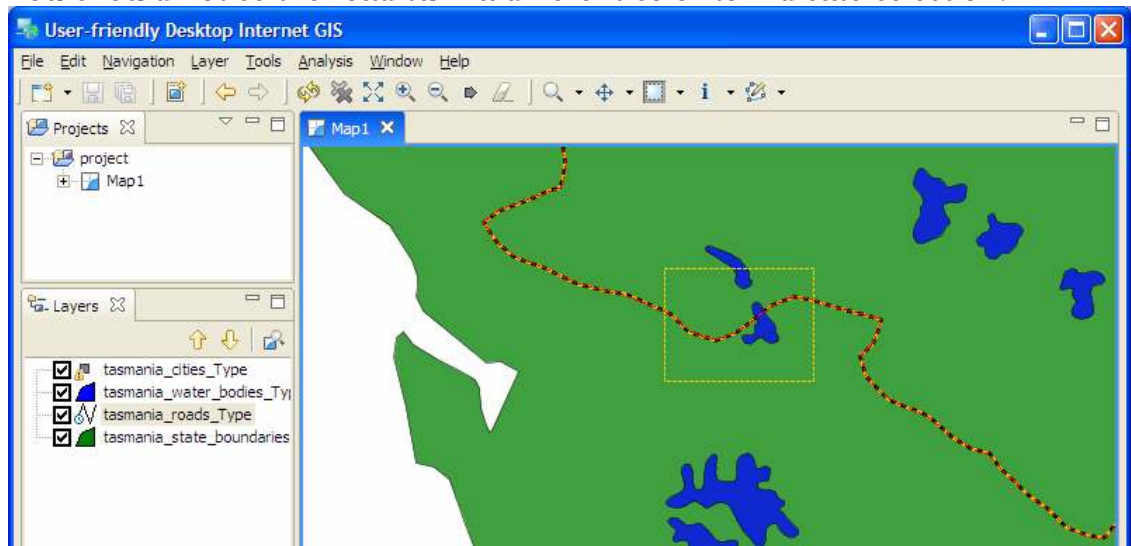 User-friendly Desktop Internet GIS
File Edit Navigation Layer Tools Analysis Window Help
Projects
Map1
project
Map1
Layers
tasmania_cities_Type
tasmania_water_bodies_Ty
tasmania_roads_Type
tasmania_state_boundaries